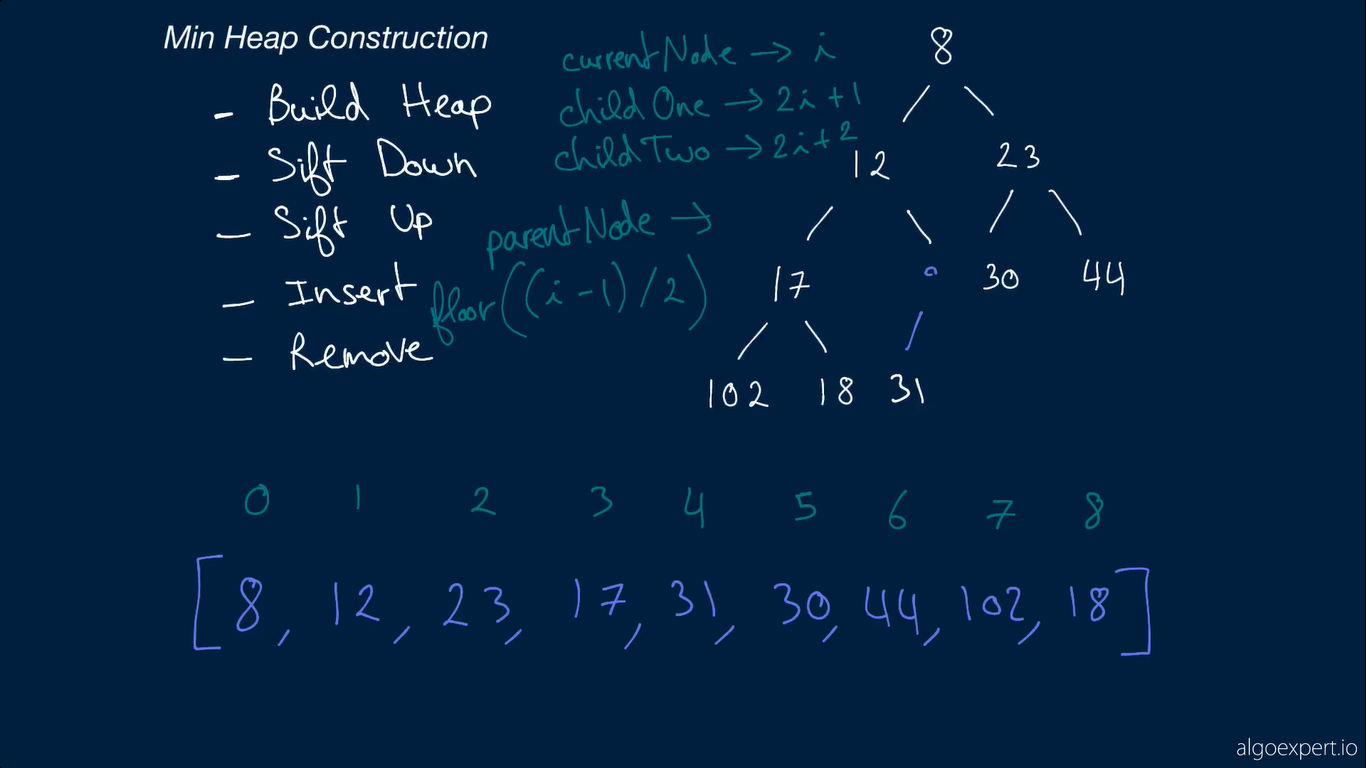 Min Heap Construction
- Build Heap
- Sift Down
- Sift Up
- Insert
- Remove
currentNode → i
childOne → 2i+1
childTwo → 2i+2
parentNode →
floor((i-1)/2)
8
12 23
17 30 44
102 18 31
0 1 2 3 4 5 6 7 8
[8, 12, 23, 17, 31, 30, 44, 102, 18]
algoexpert.io